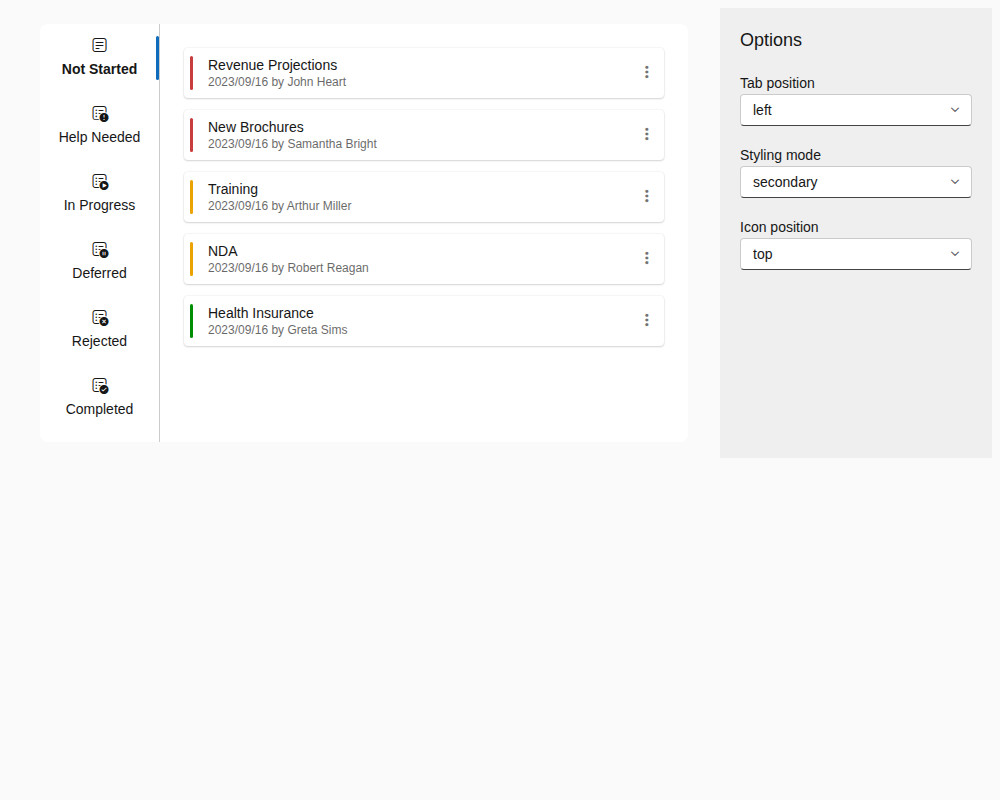 Not Started
Help Needed
In Progress
Deferred
Rejected
Completed
Revenue Projections
2023/09/16 by John Heart
New Brochures
2023/09/16 by Samantha Bright
Training
2023/09/16 by Arthur Miller
NDA
2023/09/16 by Robert Reagan
Health Insurance
2023/09/16 by Greta Sims
Options
Tab position
left
Styling mode
secondary
Icon position
top